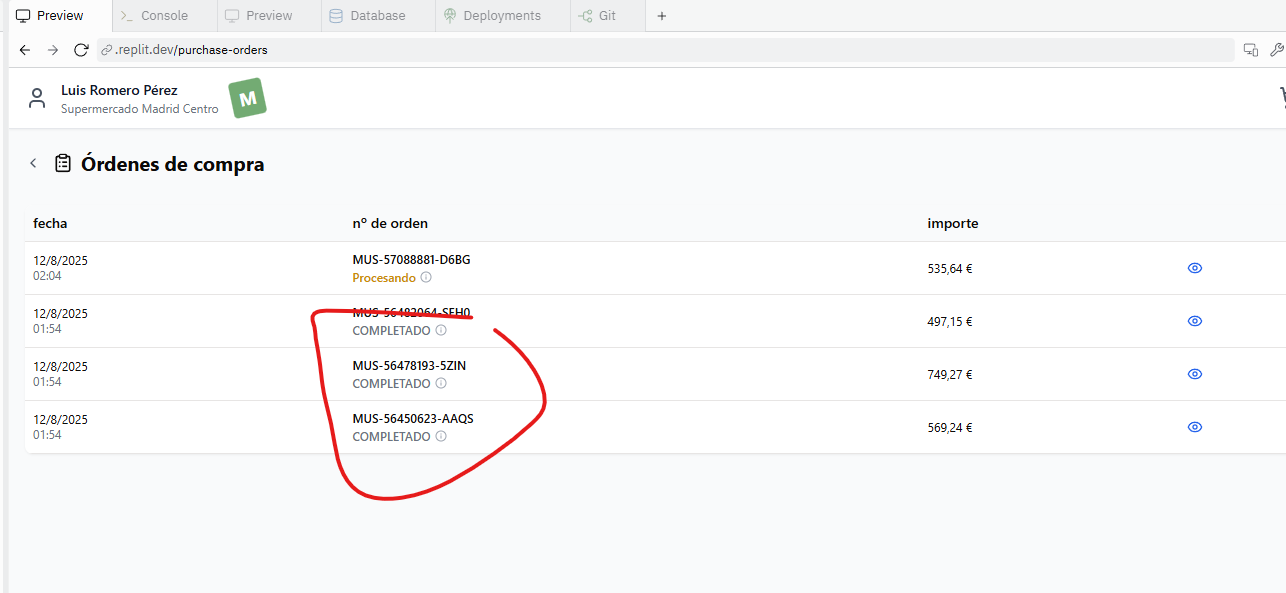 Preview
Console
Preview
Database
Deployments
Git
.replit.dev/purchase-orders
Luis Romero Pérez
Supermercado Madrid Centro
M
Órdenes de compra
fecha nº de orden importe
12/8/2025 MUS-57088881-D6BG
02:04 Procesando 535,64 €
12/8/2025 MUS-56482064-SFH0
01:54 COMPLETADO 497,15 €
12/8/2025 MUS-56478193-5ZIN
01:54 COMPLETADO 749,27 €
12/8/2025 MUS-56450623-AAQS
01:54 COMPLETADO 569,24 €